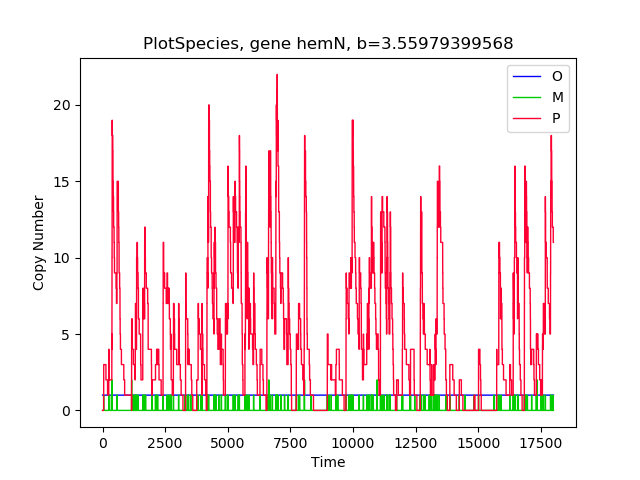 PlotSpecies, gene hemN, b=3.55979399568
O
M
P
Copy Number
20
15
10
5
0
0 2500 5000 7500 10000 12500 15000 17500
Time